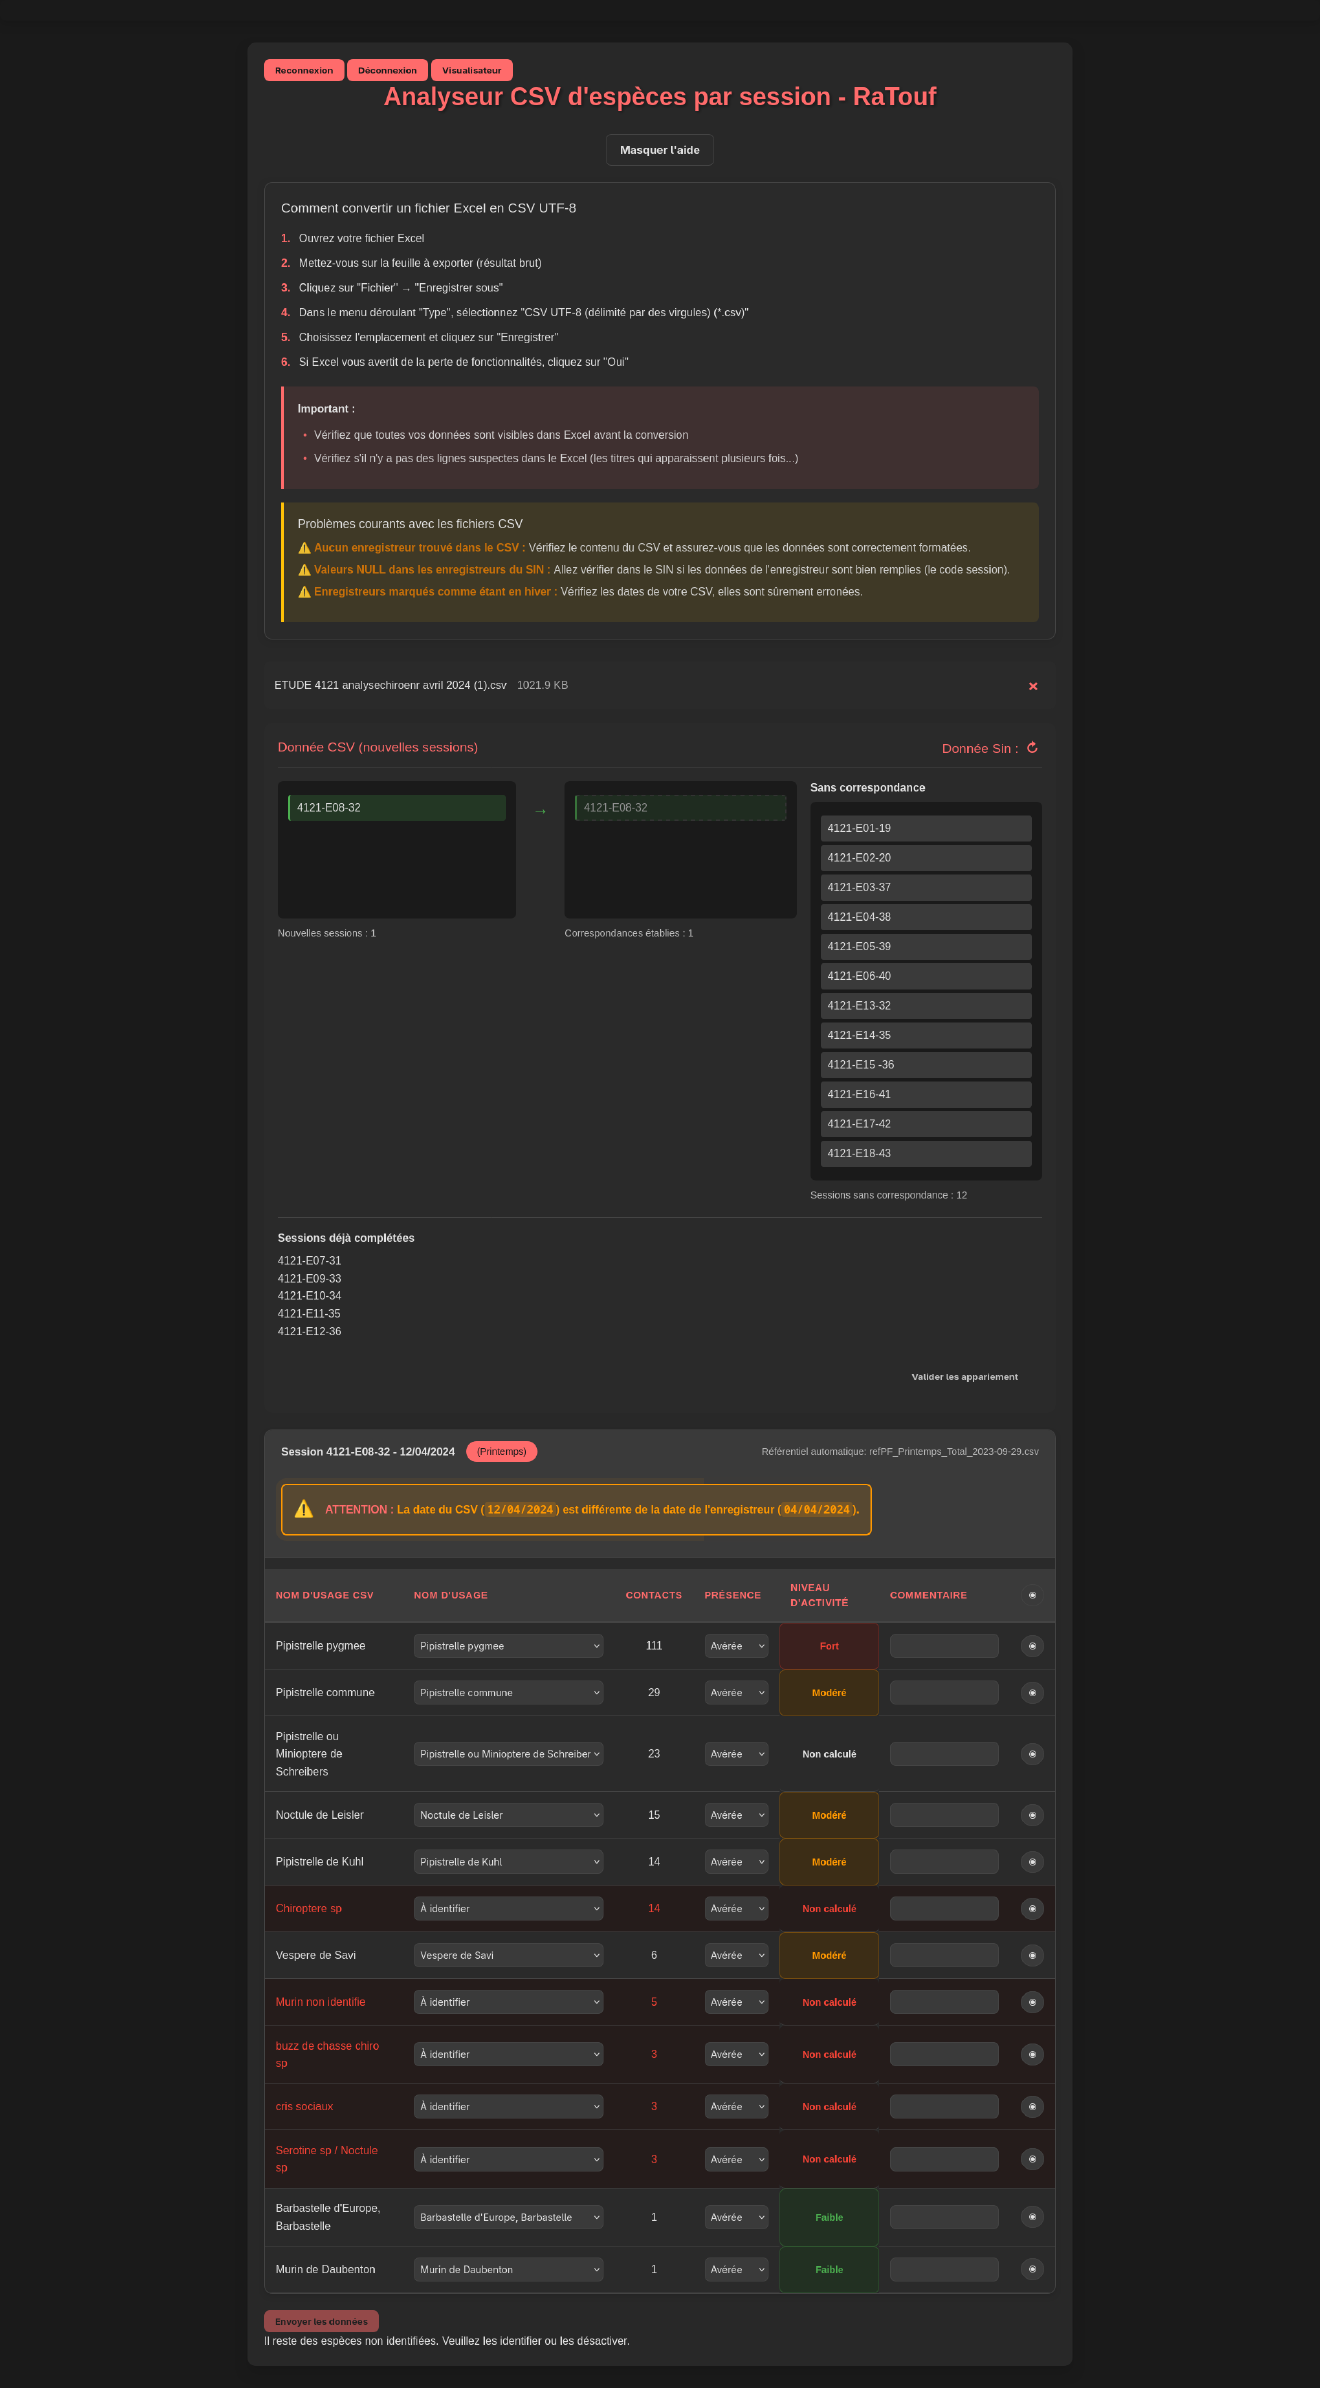 Reconnexion Déconnexion Visualisateur
Analyseur CSV d'espèces par session - RaTouf
Masquer l'aide
Comment convertir un fichier Excel en CSV UTF-8
1. Ouvrez votre fichier Excel
2. Mettez-vous sur la feuille à exporter (résultat brut)
3. Cliquez sur "Fichier" → "Enregistrer sous"
4. Dans le menu déroulant "Type", sélectionnez "CSV UTF-8 (délimité par des virgules) (*.csv)"
5. Choisissez l'emplacement et cliquez sur "Enregistrer"
6. Si Excel vous avertit de la perte de fonctionnalités, cliquez sur "Oui"
Important :
• Vérifiez que toutes vos données sont visibles dans Excel avant la conversion
• Vérifiez s'il n'y a pas des lignes suspectes dans le Excel (les titres qui apparaissent plusieurs fois...)
Problèmes courants avec les fichiers CSV
⚠️ Aucun enregistreur trouvé dans le CSV : Vérifiez le contenu du CSV et assurez-vous que les données sont correctement formatées.
⚠️ Valeurs NULL dans les enregistreurs du SIN : Allez vérifier dans le SIN si les données de l'enregistreur sont bien remplies (le code session).
⚠️ Enregistreurs marqués comme étant en hiver : Vérifiez les dates de votre CSV, elles sont sûrement erronées.
ETUDE 4121 analysechiroenr avril 2024 (1).csv 1021.9 KB ×
Donnée CSV (nouvelles sessions)
Donnée Sin : ↻
4121-E08-32
→
4121-E08-32
Nouvelles sessions : 1
Correspondances établies : 1
Sans correspondance
4121-E01-19
4121-E02-20
4121-E03-37
4121-E04-38
4121-E05-39
4121-E06-40
4121-E13-32
4121-E14-35
4121-E15 -36
4121-E16-41
4121-E17-42
4121-E18-43
Sessions sans correspondance : 12
Sessions déjà complétées
4121-E07-31
4121-E09-33
4121-E10-34
4121-E11-35
4121-E12-36
Valider les appariement
Session 4121-E08-32 - 12/04/2024 (Printemps) Référentiel automatique: refPF_Printemps_Total_2023-09-29.csv
⚠️ ATTENTION : La date du CSV (12/04/2024) est différente de la date de l'enregistreur (04/04/2024).
NOM D'USAGE CSV NOM D'USAGE CONTACTS PRÉSENCE NIVEAU D'ACTIVITÉ COMMENTAIRE
Pipistrelle pygmee Pipistrelle pygmee 111 Avérée Fort
Pipistrelle commune Pipistrelle commune 29 Avérée Modéré
Pipistrelle ou Minioptere de Schreibers Pipistrelle ou Minioptere de Schreiber 23 Avérée Non calculé
Noctule de Leisler Noctule de Leisler 15 Avérée Modéré
Pipistrelle de Kuhl Pipistrelle de Kuhl 14 Avérée Modéré
Chiroptere sp À identifier 14 Avérée Non calculé
Vespere de Savi Vespere de Savi 6 Avérée Modéré
Murin non identifie À identifier 5 Avérée Non calculé
buzz de chasse chiro sp À identifier 3 Avérée Non calculé
cris sociaux À identifier 3 Avérée Non calculé
Serotine sp / Noctule sp À identifier 3 Avérée Non calculé
Barbastelle d'Europe, Barbastelle Barbastelle d'Europe, Barbastelle 1 Avérée Faible
Murin de Daubenton Murin de Daubenton 1 Avérée Faible
Envoyer les données
Il reste des espèces non identifiées. Veuillez les identifier ou les désactiver.